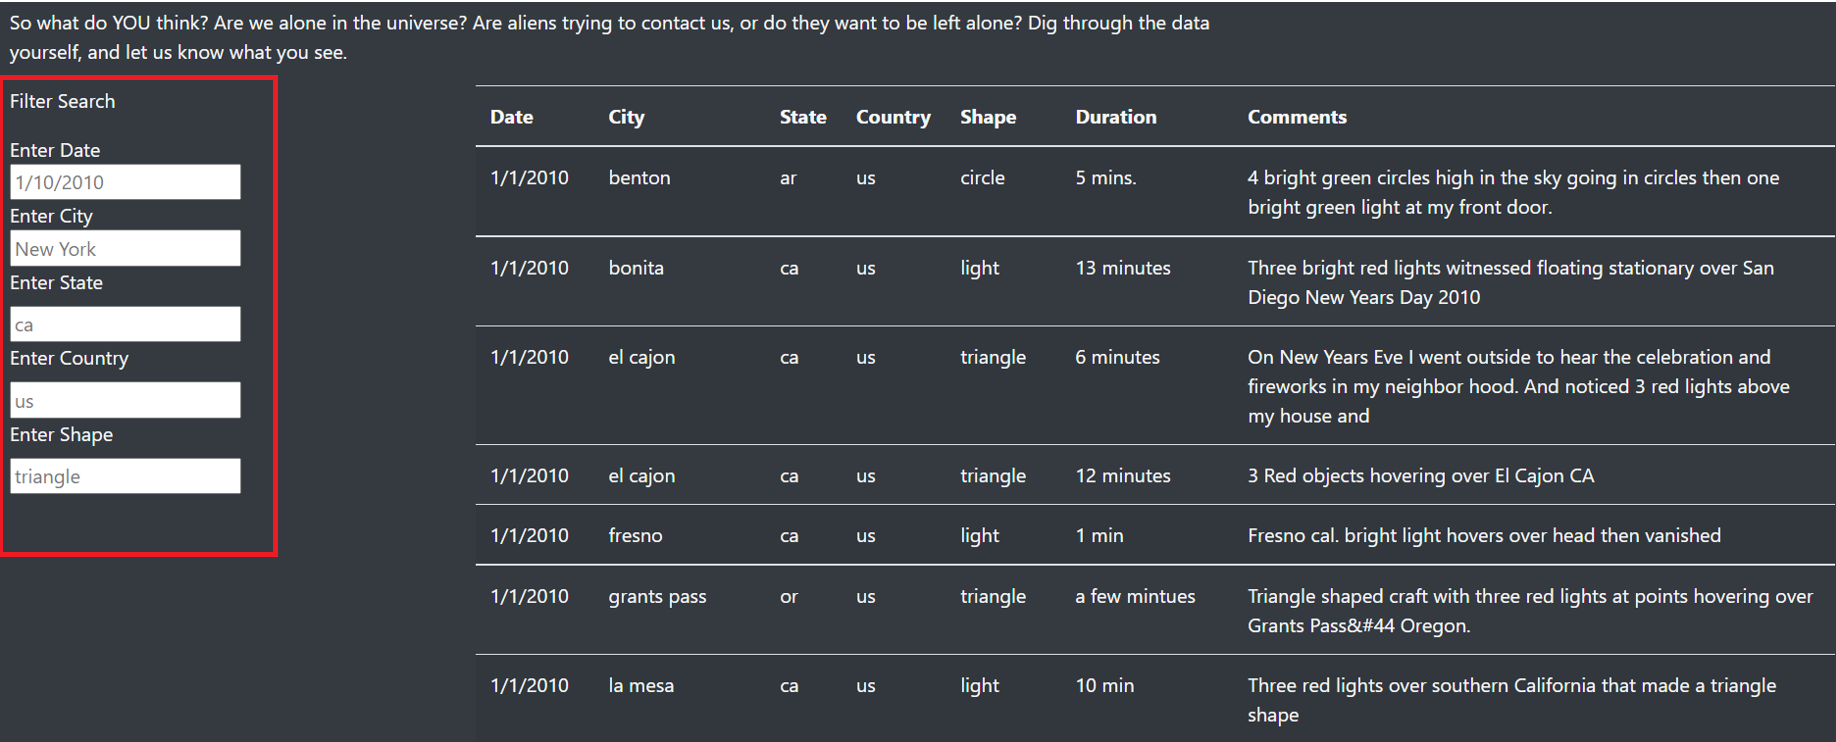 So what do YOU think? Are we alone in the universe? Are aliens trying to contact us, or do they want to be left alone? Dig through the data
yourself, and let us know what you see.
Filter Search
Enter Date
1/10/2010
Enter City
New York
Enter State
ca
Enter Country
us
Enter Shape
triangle
Date City State Country Shape Duration Comments
1/1/2010 benton ar us circle 5 mins. 4 bright green circles high in the sky going in circles then one
bright green light at my front door.
1/1/2010 bonita ca us light 13 minutes Three bright red lights witnessed floating stationary over San
Diego New Years Day 2010
1/1/2010 el cajon ca us triangle 6 minutes On New Years Eve I went outside to hear the celebration and
fireworks in my neighbor hood. And noticed 3 red lights above
my house and
1/1/2010 el cajon ca us triangle 12 minutes 3 Red objects hovering over El Cajon CA
1/1/2010 fresno ca us light 1 min Fresno cal. bright light hovers over head then vanished
1/1/2010 grants pass or us triangle a few mintues Triangle shaped craft with three red lights at points hovering over
Grants Pass&#44 Oregon.
1/1/2010 la mesa ca us light 10 min Three red lights over southern California that made a triangle
shape